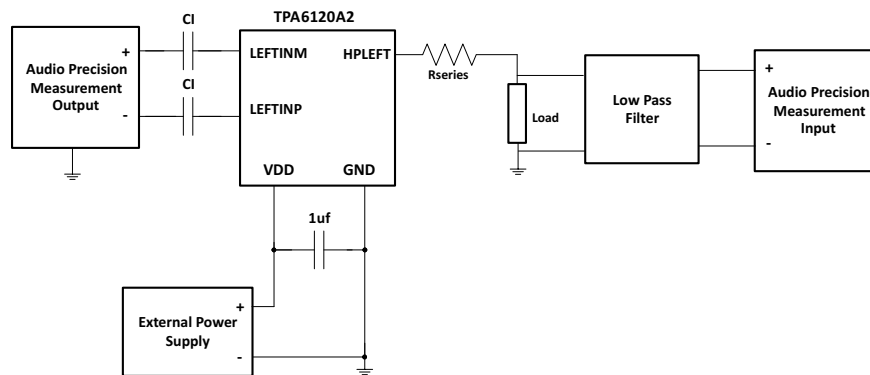 TPA6120A2
CI
+
Audio Precision
Measurement
Output
-
CI
LEFTINM
HPLEFT
LEFTINP
VDD
GND
Rseries
Load
Low Pass
Filter
+
Audio Precision
Measurement
Input
-
1uf
External Power
Supply
+
-